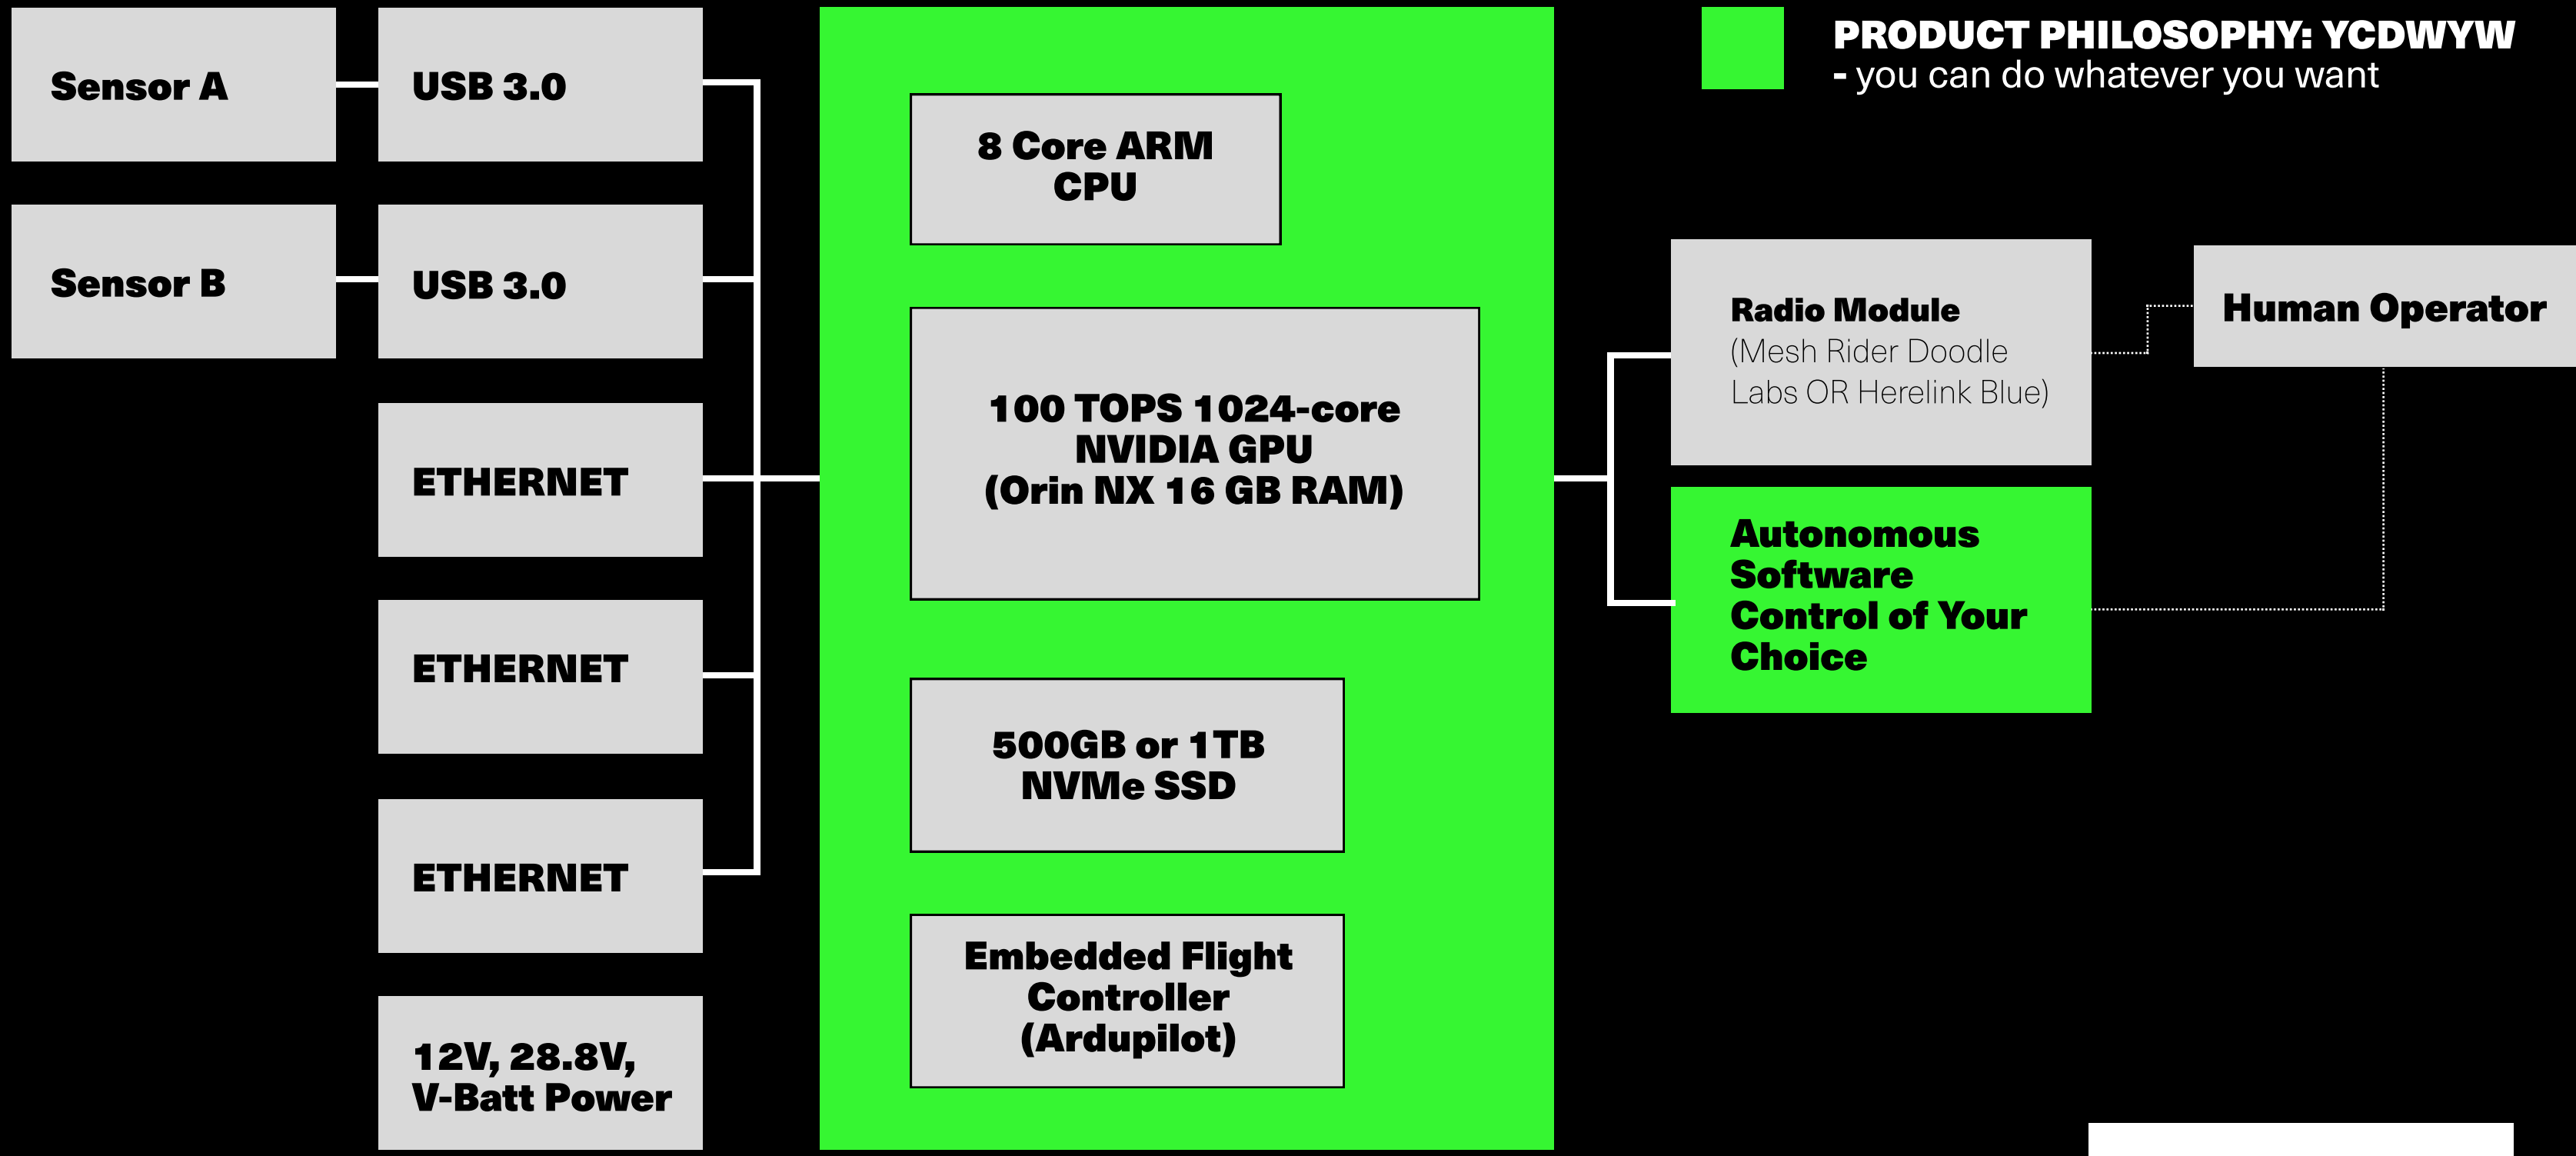 Sensor A
USB 3.0
Sensor B
USB 3.0
ETHERNET
ETHERNET
ETHERNET
12V, 28.8V,
V-Batt Power
8 Core ARM
CPU
100 TOPS 1024-core
NVIDIA GPU
(Orin NX 16 GB RAM)
500GB or 1TB
NVMe SSD
Embedded Flight
Controller
(Ardupilot)
PRODUCT PHILOSOPHY: YCDWYW
- you can do whatever you want
Radio Module
(Mesh Rider Doodle
Labs OR Herelink Blue)
Human Operator
Autonomous
Software
Control of Your
Choice